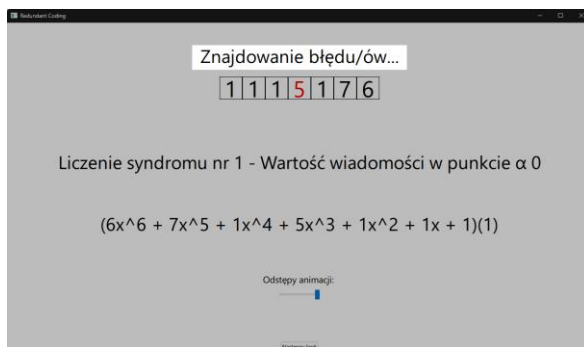 Redundant Coding
Znajdowanie błędu/ów...
1 1 1 5 1 7 6
Liczenie syndromu nr 1 - Wartość wiadomości w punkcie α 0
(6x^6 + 7x^5 + 1x^4 + 5x^3 + 1x^2 + 1x + 1)(1)
Odstępy animacji: